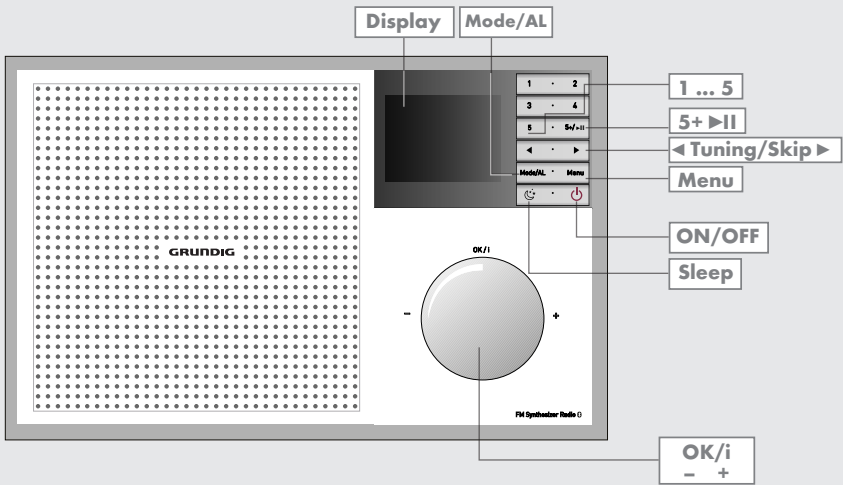 Display Mode/AL
1 · 2
3 · 4
5 · 5+/▶II
◀ · ▶
Mode/AL · Menu
·
1 ... 5
5+ ▶II
◀ Tuning/Skip ▶
Menu
ON/OFF
Sleep
GRUNDIG
OK/i
− +
FM Synthesizer Radio
OK/i
− +